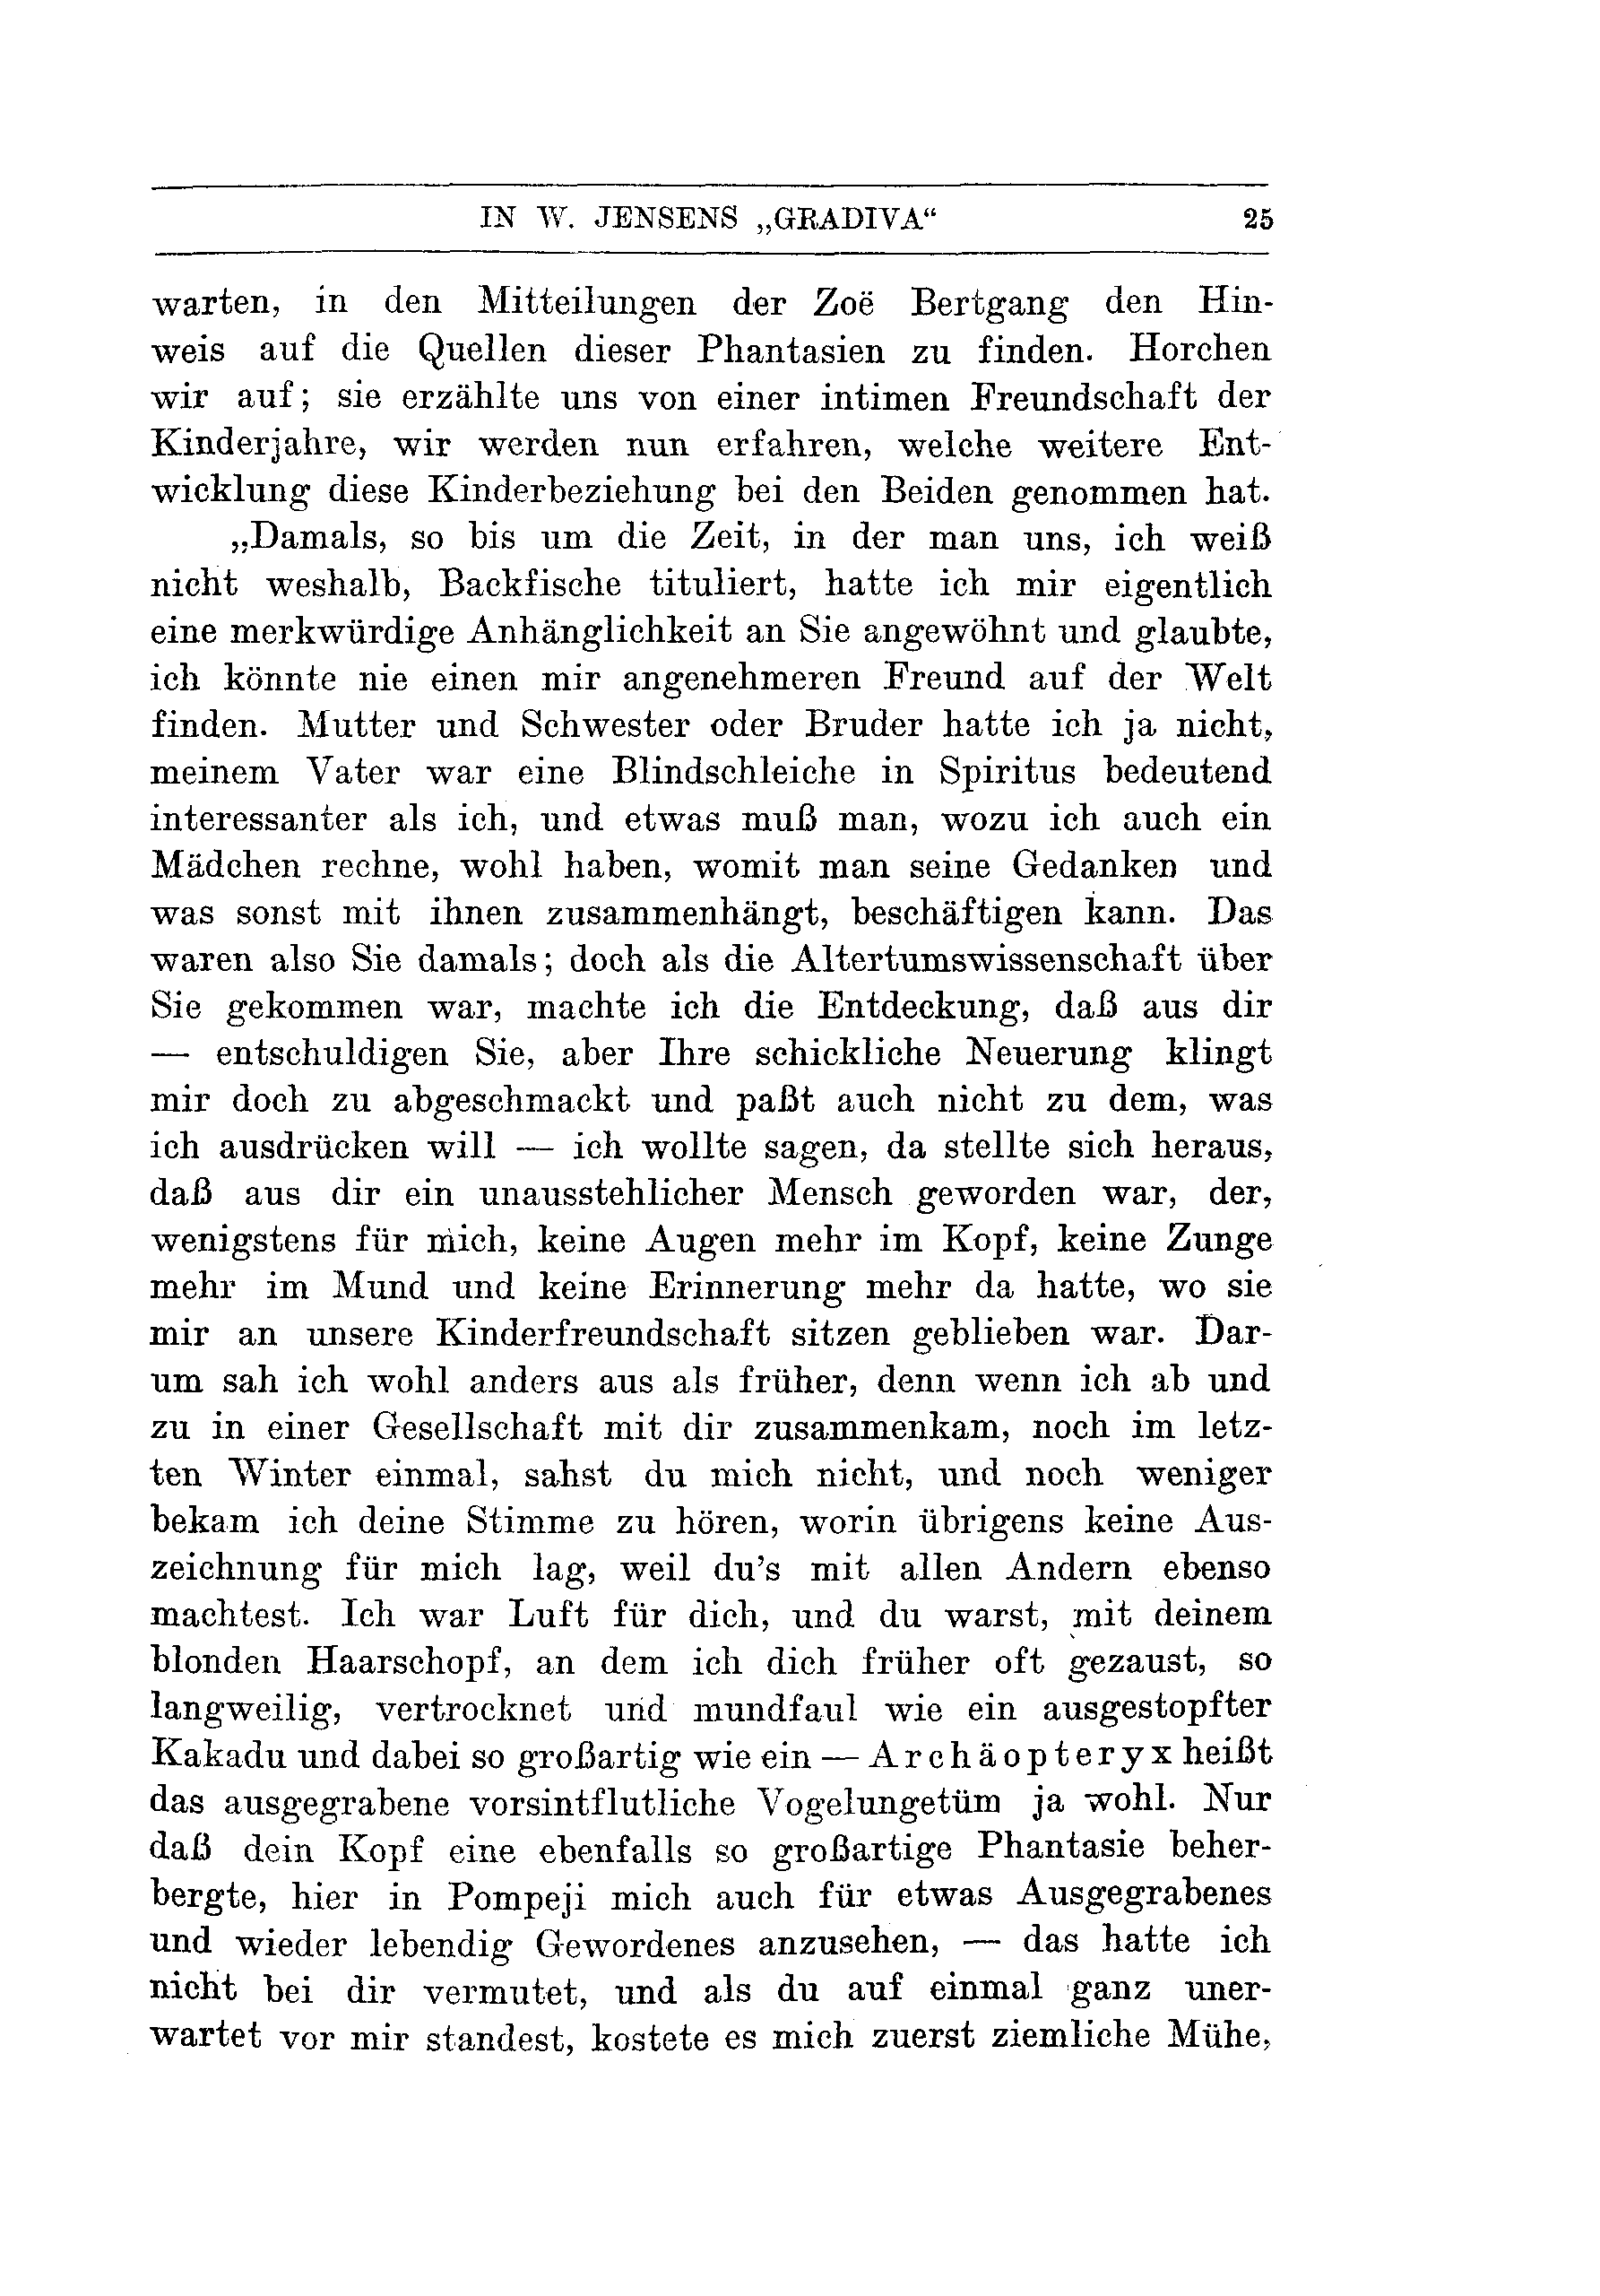 IN W. JENSENS „GRADIVA“ 25
warten, in den Mitteilungen der Zoë Bertgang den Hin-
weis auf die Quellen dieser Phantasien zu finden. Horchen
wir auf; sie erzählte uns von einer intimen Freundschaft der
Kinderjahre, wir werden nun erfahren, welche weitere Ent-
wicklung diese Kinderbeziehung bei den Beiden genommen hat.
„Damals, so bis um die Zeit, in der man uns, ich weiß
nicht weshalb, Backfische tituliert, hatte ich mir eigentlich
eine merkwürdige Anhänglichkeit an Sie angewöhnt und glaubte,
ich könnte nie einen mir angenehmeren Freund auf der Welt
finden. Mutter und Schwester oder Bruder hatte ich ja nicht,
meinem Vater war eine Blindschleiche in Spiritus bedeutend
interessanter als ich, und etwas muß man, wozu ich auch ein
Mädchen rechne, wohl haben, womit man seine Gedanken und
was sonst mit ihnen zusammenhängt, beschäftigen kann. Das
waren also Sie damals; doch als die Altertumswissenschaft über
Sie gekommen war, machte ich die Entdeckung, daß aus dir
— entschuldigen Sie, aber Ihre schickliche Neuerung klingt
mir doch zu abgeschmackt und paßt auch nicht zu dem, was
ich ausdrücken will — ich wollte sagen, da stellte sich heraus,
daß aus dir ein unausstehlicher Mensch geworden war, der,
wenigstens für mich, keine Augen mehr im Kopf, keine Zunge
mehr im Mund und keine Erinnerung mehr da hatte, wo sie
mir an unsere Kinderfreundschaft sitzen geblieben war. Dar-
um sah ich wohl anders aus als früher, denn wenn ich ab und
zu in einer Gesellschaft mit dir zusammenkam, noch im letz-
ten Winter einmal, sahst du mich nicht, und noch weniger
bekam ich deine Stimme zu hören, worin übrigens keine Aus-
zeichnung für mich lag, weil du’s mit allen Andern ebenso
machtest. Ich war Luft für dich, und du warst, mit deinem
blonden Haarschopf, an dem ich dich früher oft gezaust, so
langweilig, vertrocknet und mundfaul wie ein ausgestopfter
Kakadu und dabei so großartig wie ein — Archäopteryx heißt
das ausgegrabene vorsintflutliche Vogelungetüm ja wohl. Nur
daß dein Kopf eine ebenfalls so großartige Phantasie beher-
bergte, hier in Pompeji mich auch für etwas Ausgegrabenes
und wieder lebendig Gewordenes anzusehen, — das hatte ich
nicht bei dir vermutet, und als du auf einmal ganz uner-
wartet vor mir standest, kostete es mich zuerst ziemliche Mühe,